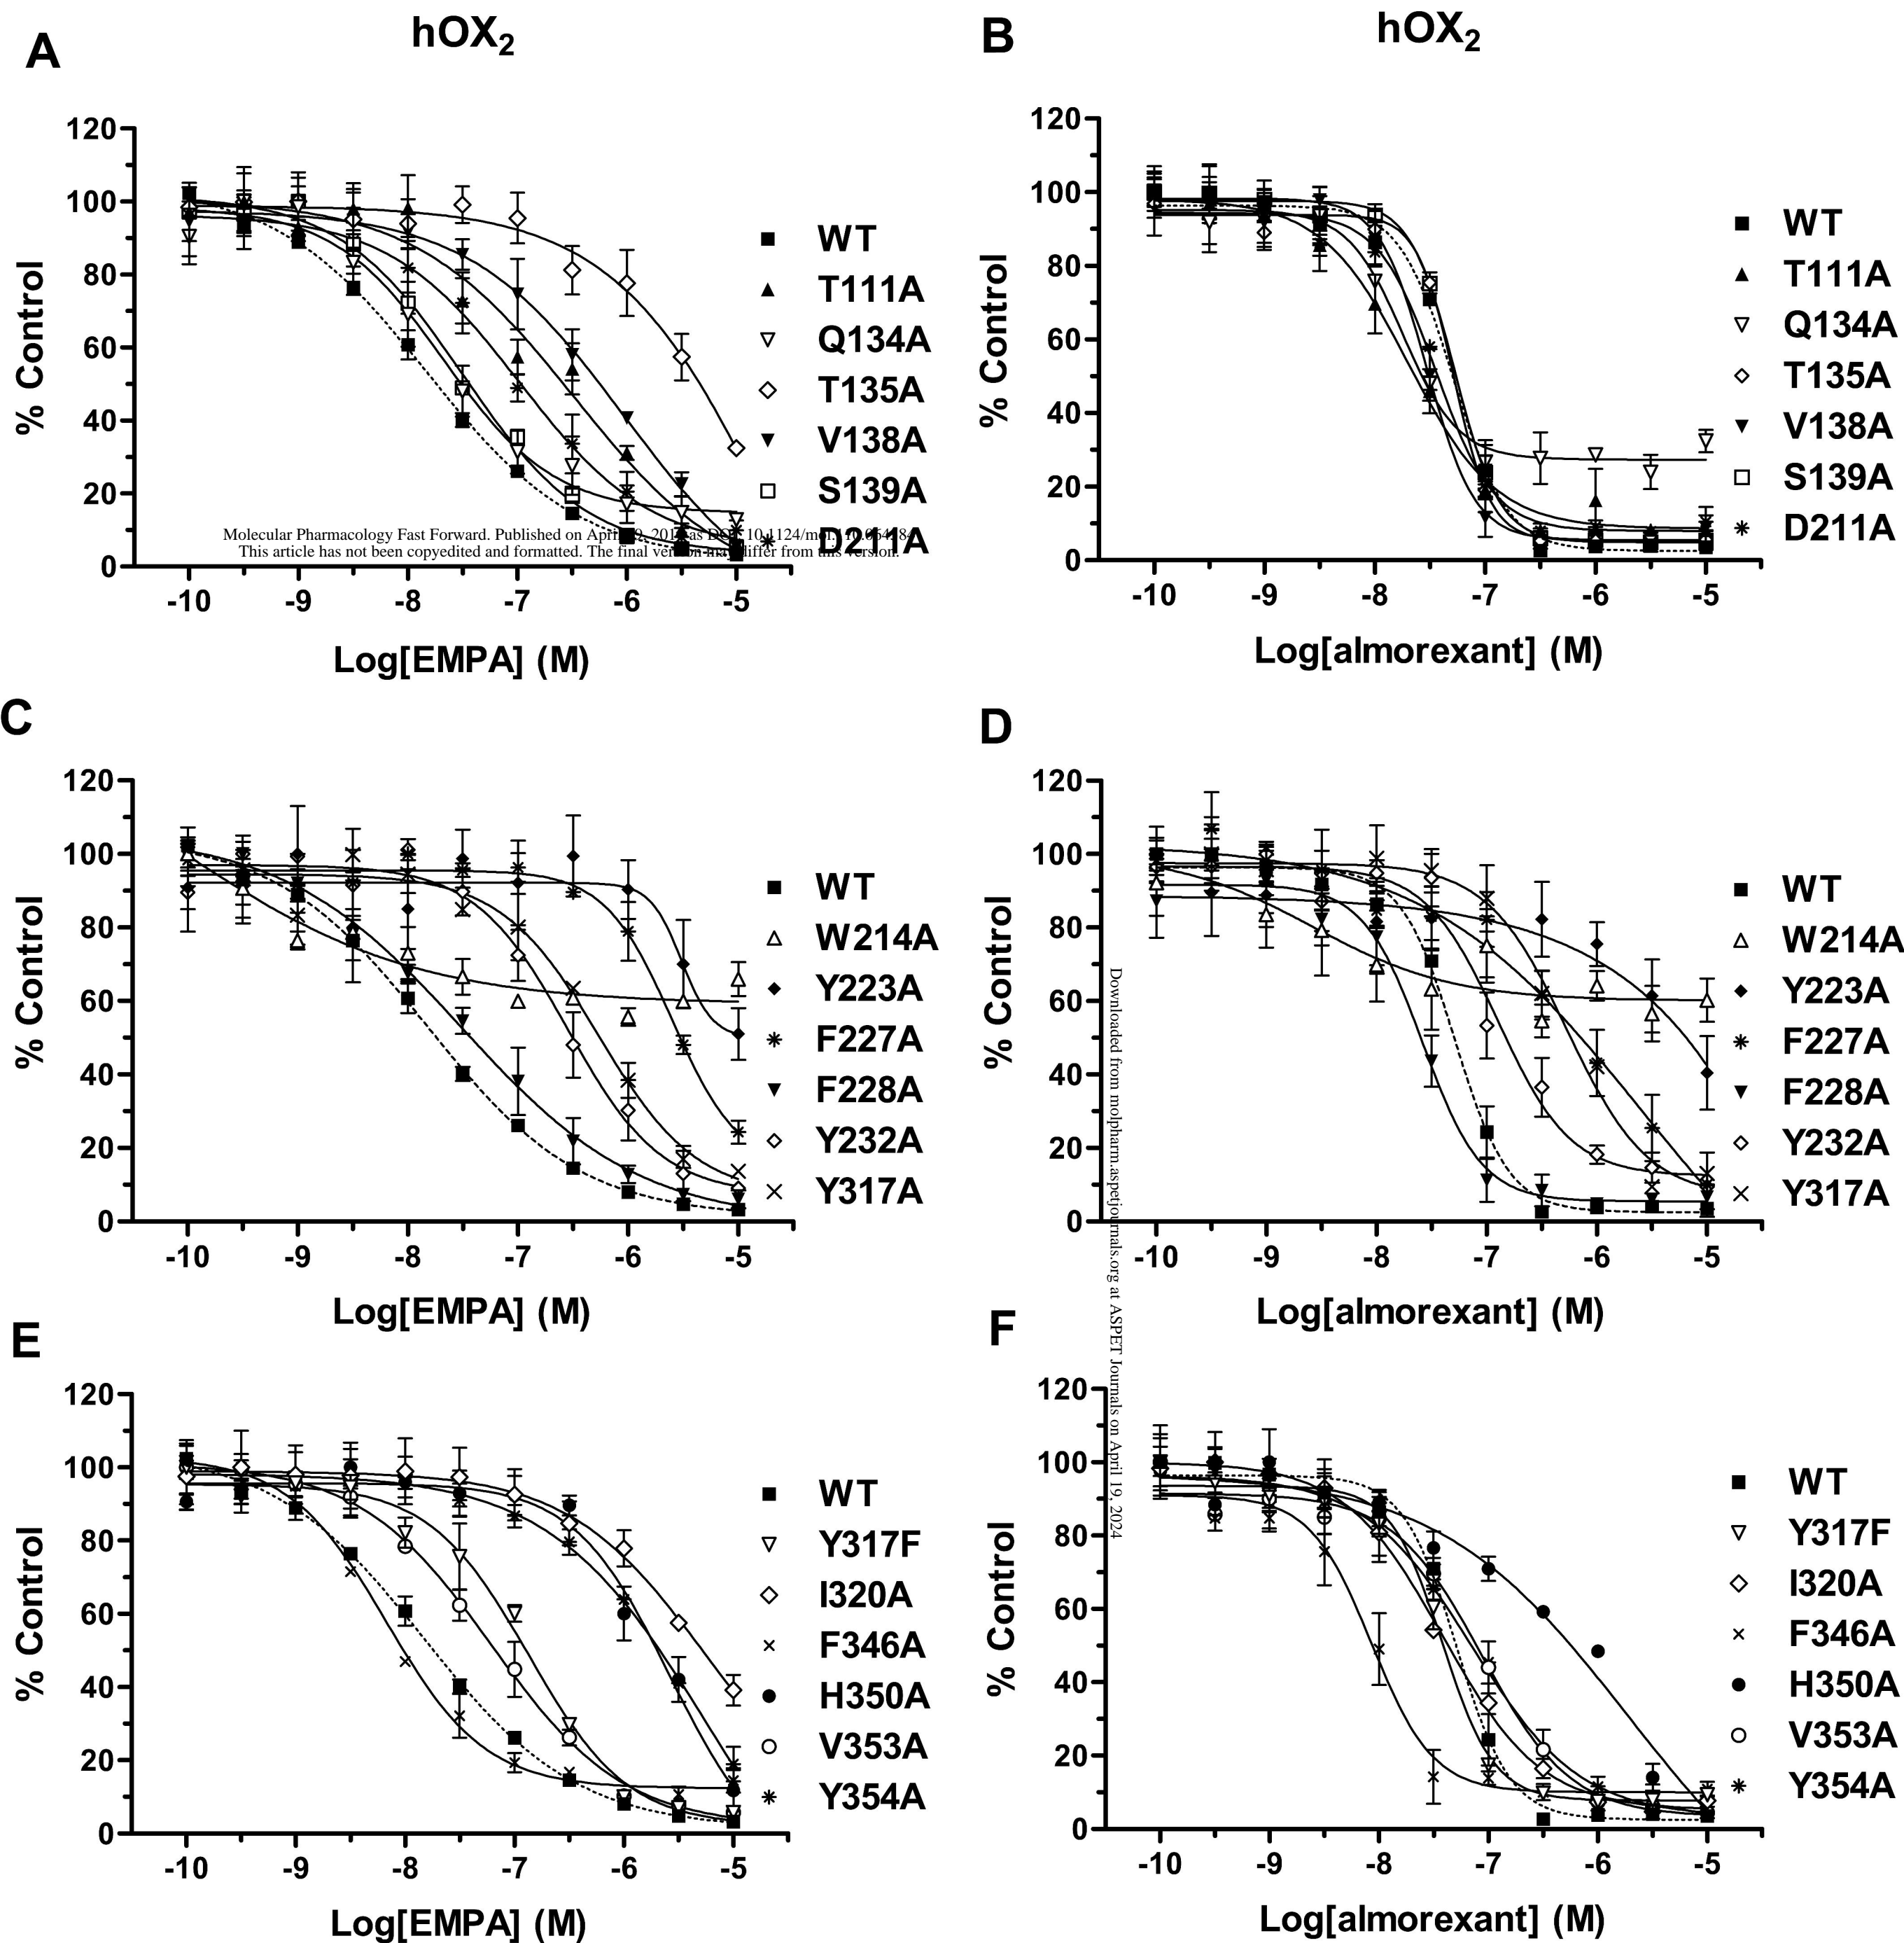 A
hOX2
120
100
80
60
40
20
0
% Control
-10
-9
-8
-7
-6
-5
Log[EMPA] (M)
WT
T111A
Q134A
T135A
V138A
S139A
D211A
Molecular Pharmacology Fast Forward. Published on April as DOI: 10.1124/mol.
This article has not been copyedited and formatted. The final version may differ from this version.
B
hOX2
120
100
80
60
40
20
0
% Control
-10
-9
-8
-7
-6
-5
Log[almorexant] (M)
WT
T111A
Q134A
T135A
V138A
S139A
D211A
C
120
100
80
60
40
20
0
% Control
-10
-9
-8
-7
-6
-5
Log[EMPA] (M)
WT
W214A
Y223A
F227A
F228A
Y232A
Y317A
D
120
100
80
60
40
20
0
% Control
-10
-9
-8
-7
-6
-5
Log[almorexant] (M)
WT
W214A
Y223A
F227A
F228A
Y232A
Y317A
Downloaded from molpharm.aspetjournals.org at ASPET Journals on April 19, 2024
E
120
100
80
60
40
20
0
% Control
-10
-9
-8
-7
-6
-5
Log[EMPA] (M)
WT
Y317F
I320A
F346A
H350A
V353A
Y354A
F
120
100
80
60
40
20
0
% Control
-10
-9
-8
-7
-6
-5
Log[almorexant] (M)
WT
Y317F
I320A
F346A
H350A
V353A
Y354A